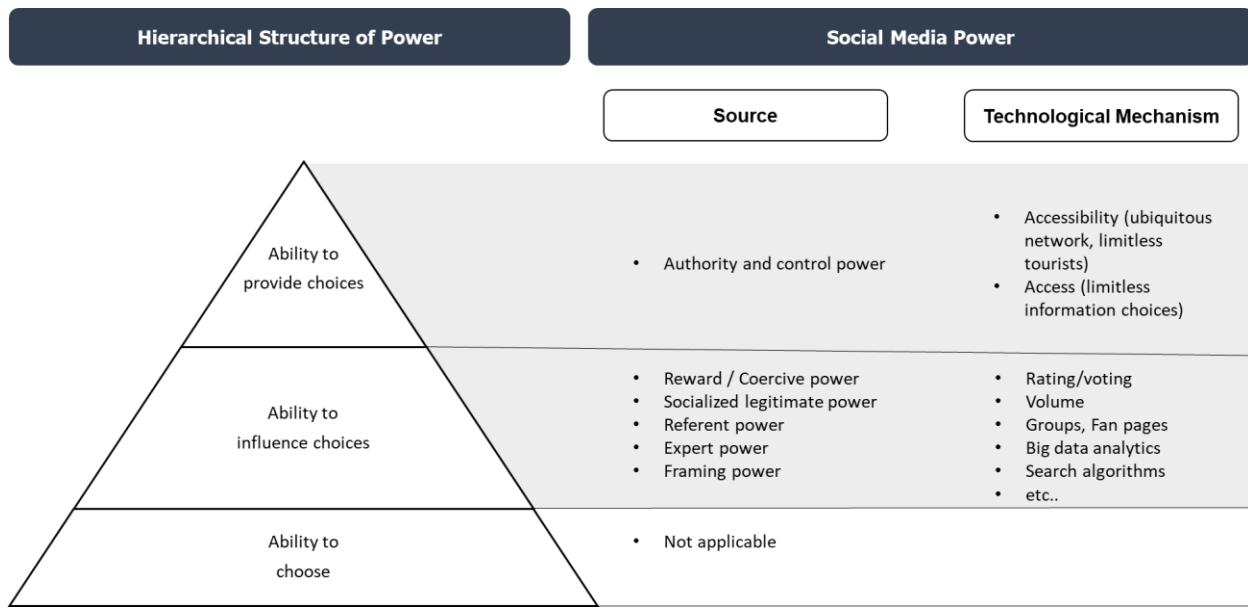 Hierarchical Structure of Power
Social Media Power
Source
Technological Mechanism
Ability to
provide choices
• Authority and control power
• Accessibility (ubiquitous
network, limitless
tourists)
• Access (limitless
information choices)
Ability to
influence choices
• Reward / Coercive power
• Socialized legitimate power
• Referent power
• Expert power
• Framing power
• Rating/voting
• Volume
• Groups, Fan pages
• Big data analytics
• Search algorithms
• etc..
Ability to
choose
• Not applicable